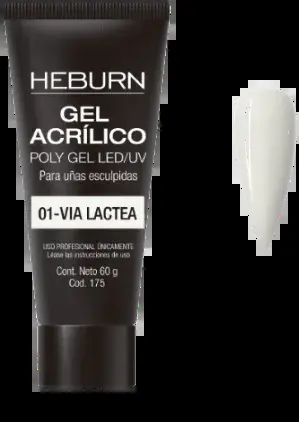 HEBURN
GEL
ACRÍLICO
POLY GEL LED/UV
Para uñas esculpidas
01-VIA LACTEA
USO PROFESIONAL ÚNICAMENTE
Léase las instrucciones de uso
Cont. Neto 60 g
Cod. 175